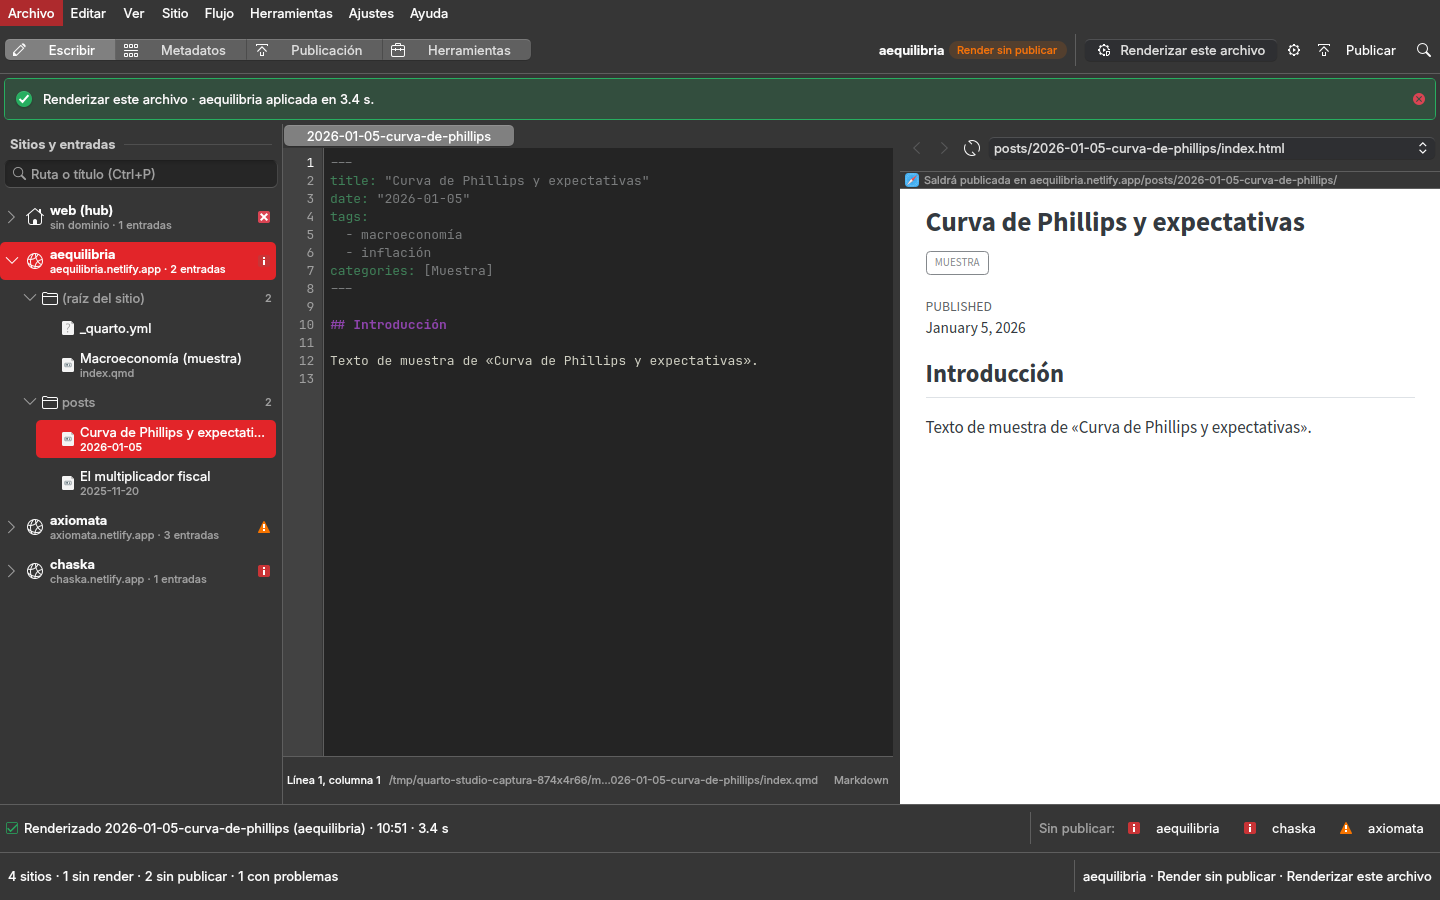 Archivo Editar Ver Sitio Flujo Herramientas Ajustes Ayuda
Escribir Metadatos Publicación Herramientas
aequilibria Render sin publicar Renderizar este archivo Publicar
Renderizar este archivo · aequilibria aplicada en 3.4 s.
Sitios y entradas
Ruta o título (Ctrl+P)
web (hub)
sin dominio · 1 entradas
aequilibria
aequilibria.netlify.app · 2 entradas
(raíz del sitio) 2
_quarto.yml
Macroeconomía (muestra)
index.qmd
posts 2
Curva de Phillips y expectati...
2026-01-05
El multiplicador fiscal
2025-11-20
axiomata
axiomata.netlify.app · 3 entradas
chaska
chaska.netlify.app · 1 entradas
2026-01-05-curva-de-phillips
1 ---
2 title: "Curva de Phillips y expectativas"
3 date: "2026-01-05"
4 tags:
5 - macroeconomía
6 - inflación
7 categories: [Muestra]
8 ---
9
10 ## Introducción
11
12 Texto de muestra de «Curva de Phillips y expectativas».
13
Línea 1, columna 1 /tmp/quarto-studio-captura-874x4r66/m...026-01-05-curva-de-phillips/index.qmd Markdown
posts/2026-01-05-curva-de-phillips/index.html
Saldrá publicada en aequilibria.netlify.app/posts/2026-01-05-curva-de-phillips/
Curva de Phillips y expectativas
MUESTRA
PUBLISHED
January 5, 2026
Introducción
Texto de muestra de «Curva de Phillips y expectativas».
Renderizado 2026-01-05-curva-de-phillips (aequilibria) · 10:51 · 3.4 s
Sin publicar: aequilibria chaska axiomata
4 sitios · 1 sin render · 2 sin publicar · 1 con problemas
aequilibria · Render sin publicar · Renderizar este archivo